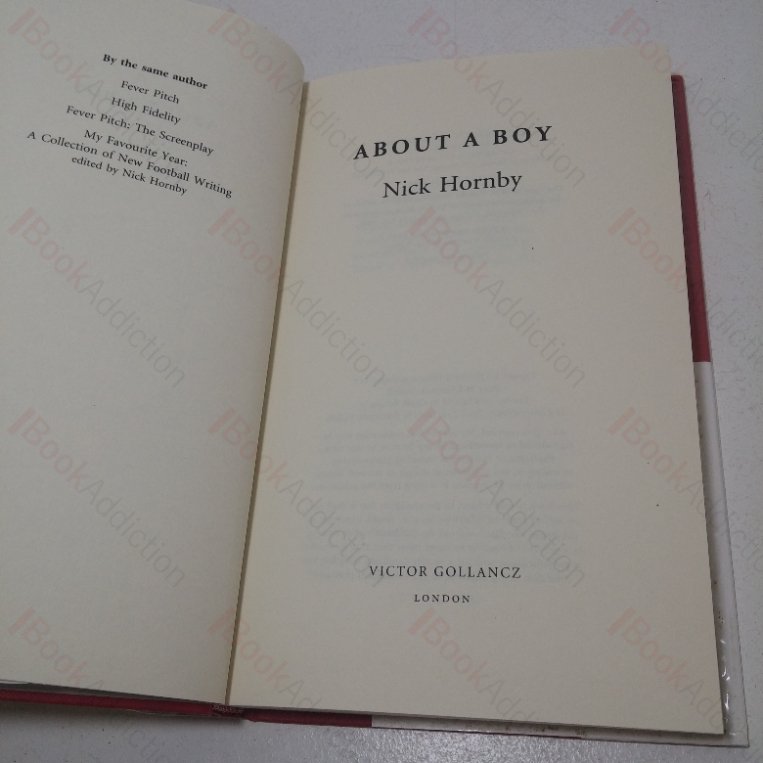 By the same author
Fever Pitch
High Fidelity
Fever Pitch: The Screenplay
My Favourite Year:
A Collection of New Football Writing
edited by Nick Hornby
ABOUT A BOY
Nick Hornby
VICTOR GOLLANCZ
LONDON
BookAddiction